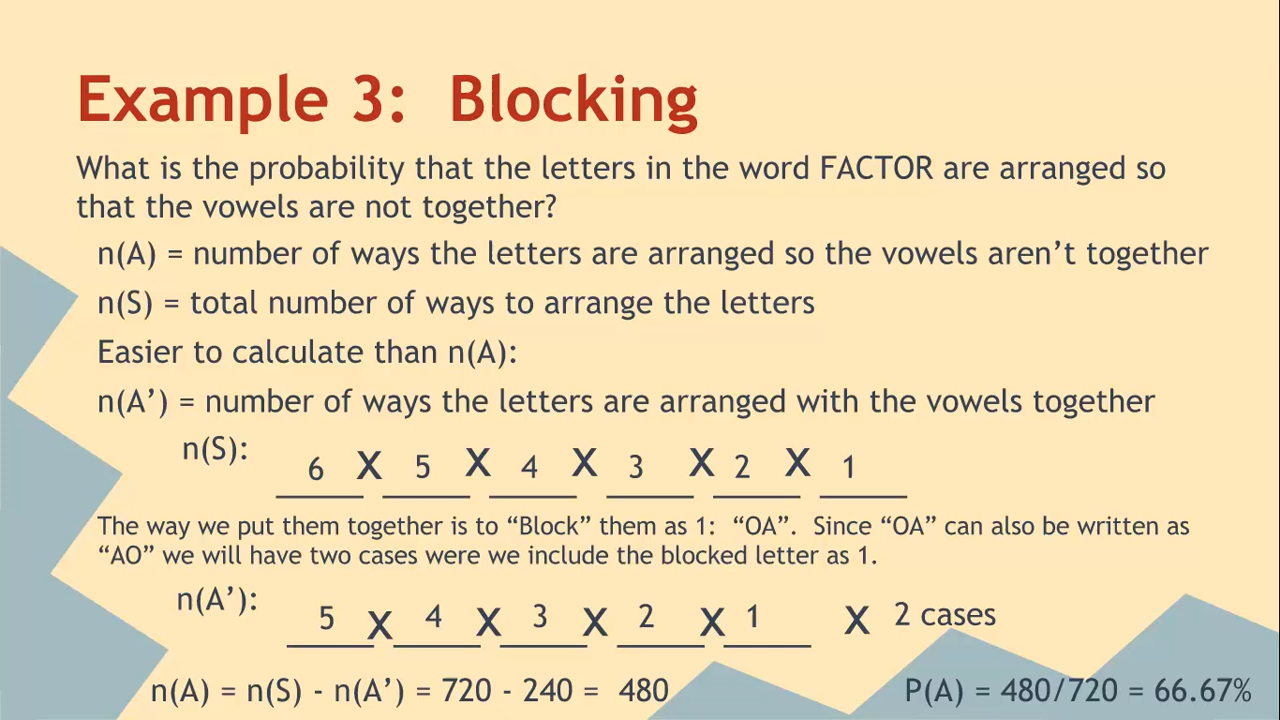 Example 3: Blocking
What is the probability that the letters in the word FACTOR are arranged so
that the vowels are not together?
n(A) = number of ways the letters are arranged so the vowels aren’t together
n(S) = total number of ways to arrange the letters
Easier to calculate than n(A):
n(A’) = number of ways the letters are arranged with the vowels together
n(S): 6 X 5 X 4 X 3 X 2 X 1
The way we put them together is to “Block” them as 1: “OA”. Since “OA” can also be written as
“AO” we will have two cases were we include the blocked letter as 1.
n(A’): 5 X 4 X 3 X 2 X 1 X 2 cases
n(A) = n(S) - n(A’) = 720 - 240 = 480 P(A) = 480/720 = 66.67%